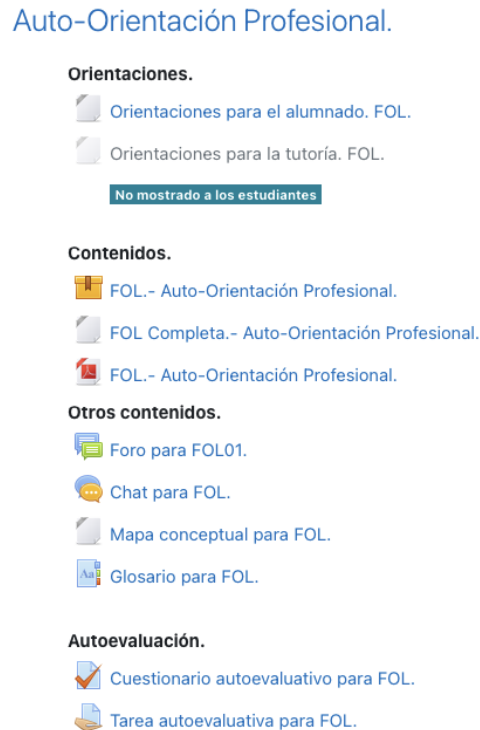 Auto-Orientación Profesional.
Orientaciones.
Orientaciones para el alumnado. FOL.
Orientaciones para la tutoría. FOL.
No mostrado a los estudiantes
Contenidos.
FOL.- Auto-Orientación Profesional.
FOL Completa.- Auto-Orientación Profesional.
FOL.- Auto-Orientación Profesional.
Otros contenidos.
Foro para FOL01.
Chat para FOL.
Mapa conceptual para FOL.
Aa
Glosario para FOL.
Autoevaluación.
Cuestionario autoevaluativo para FOL.
Tarea autoevaluativa para FOL.